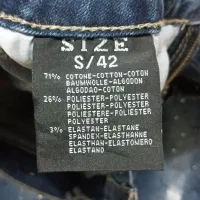 SIZE
S/42
71% COTONE-COTTON-COTON
BAUMWOLLE-ALGODON
ALGODAO-COTON
26% POLIESTER-POLYESTER
POLYESTER-POLIESTER
POLIESTERE-POLIESTER
POLYESTER
3% ELASTAN-ELASTANE
SPANDEX-ELASTHANNE
ELASTHAN-ELASTOMERO
ELASTANO